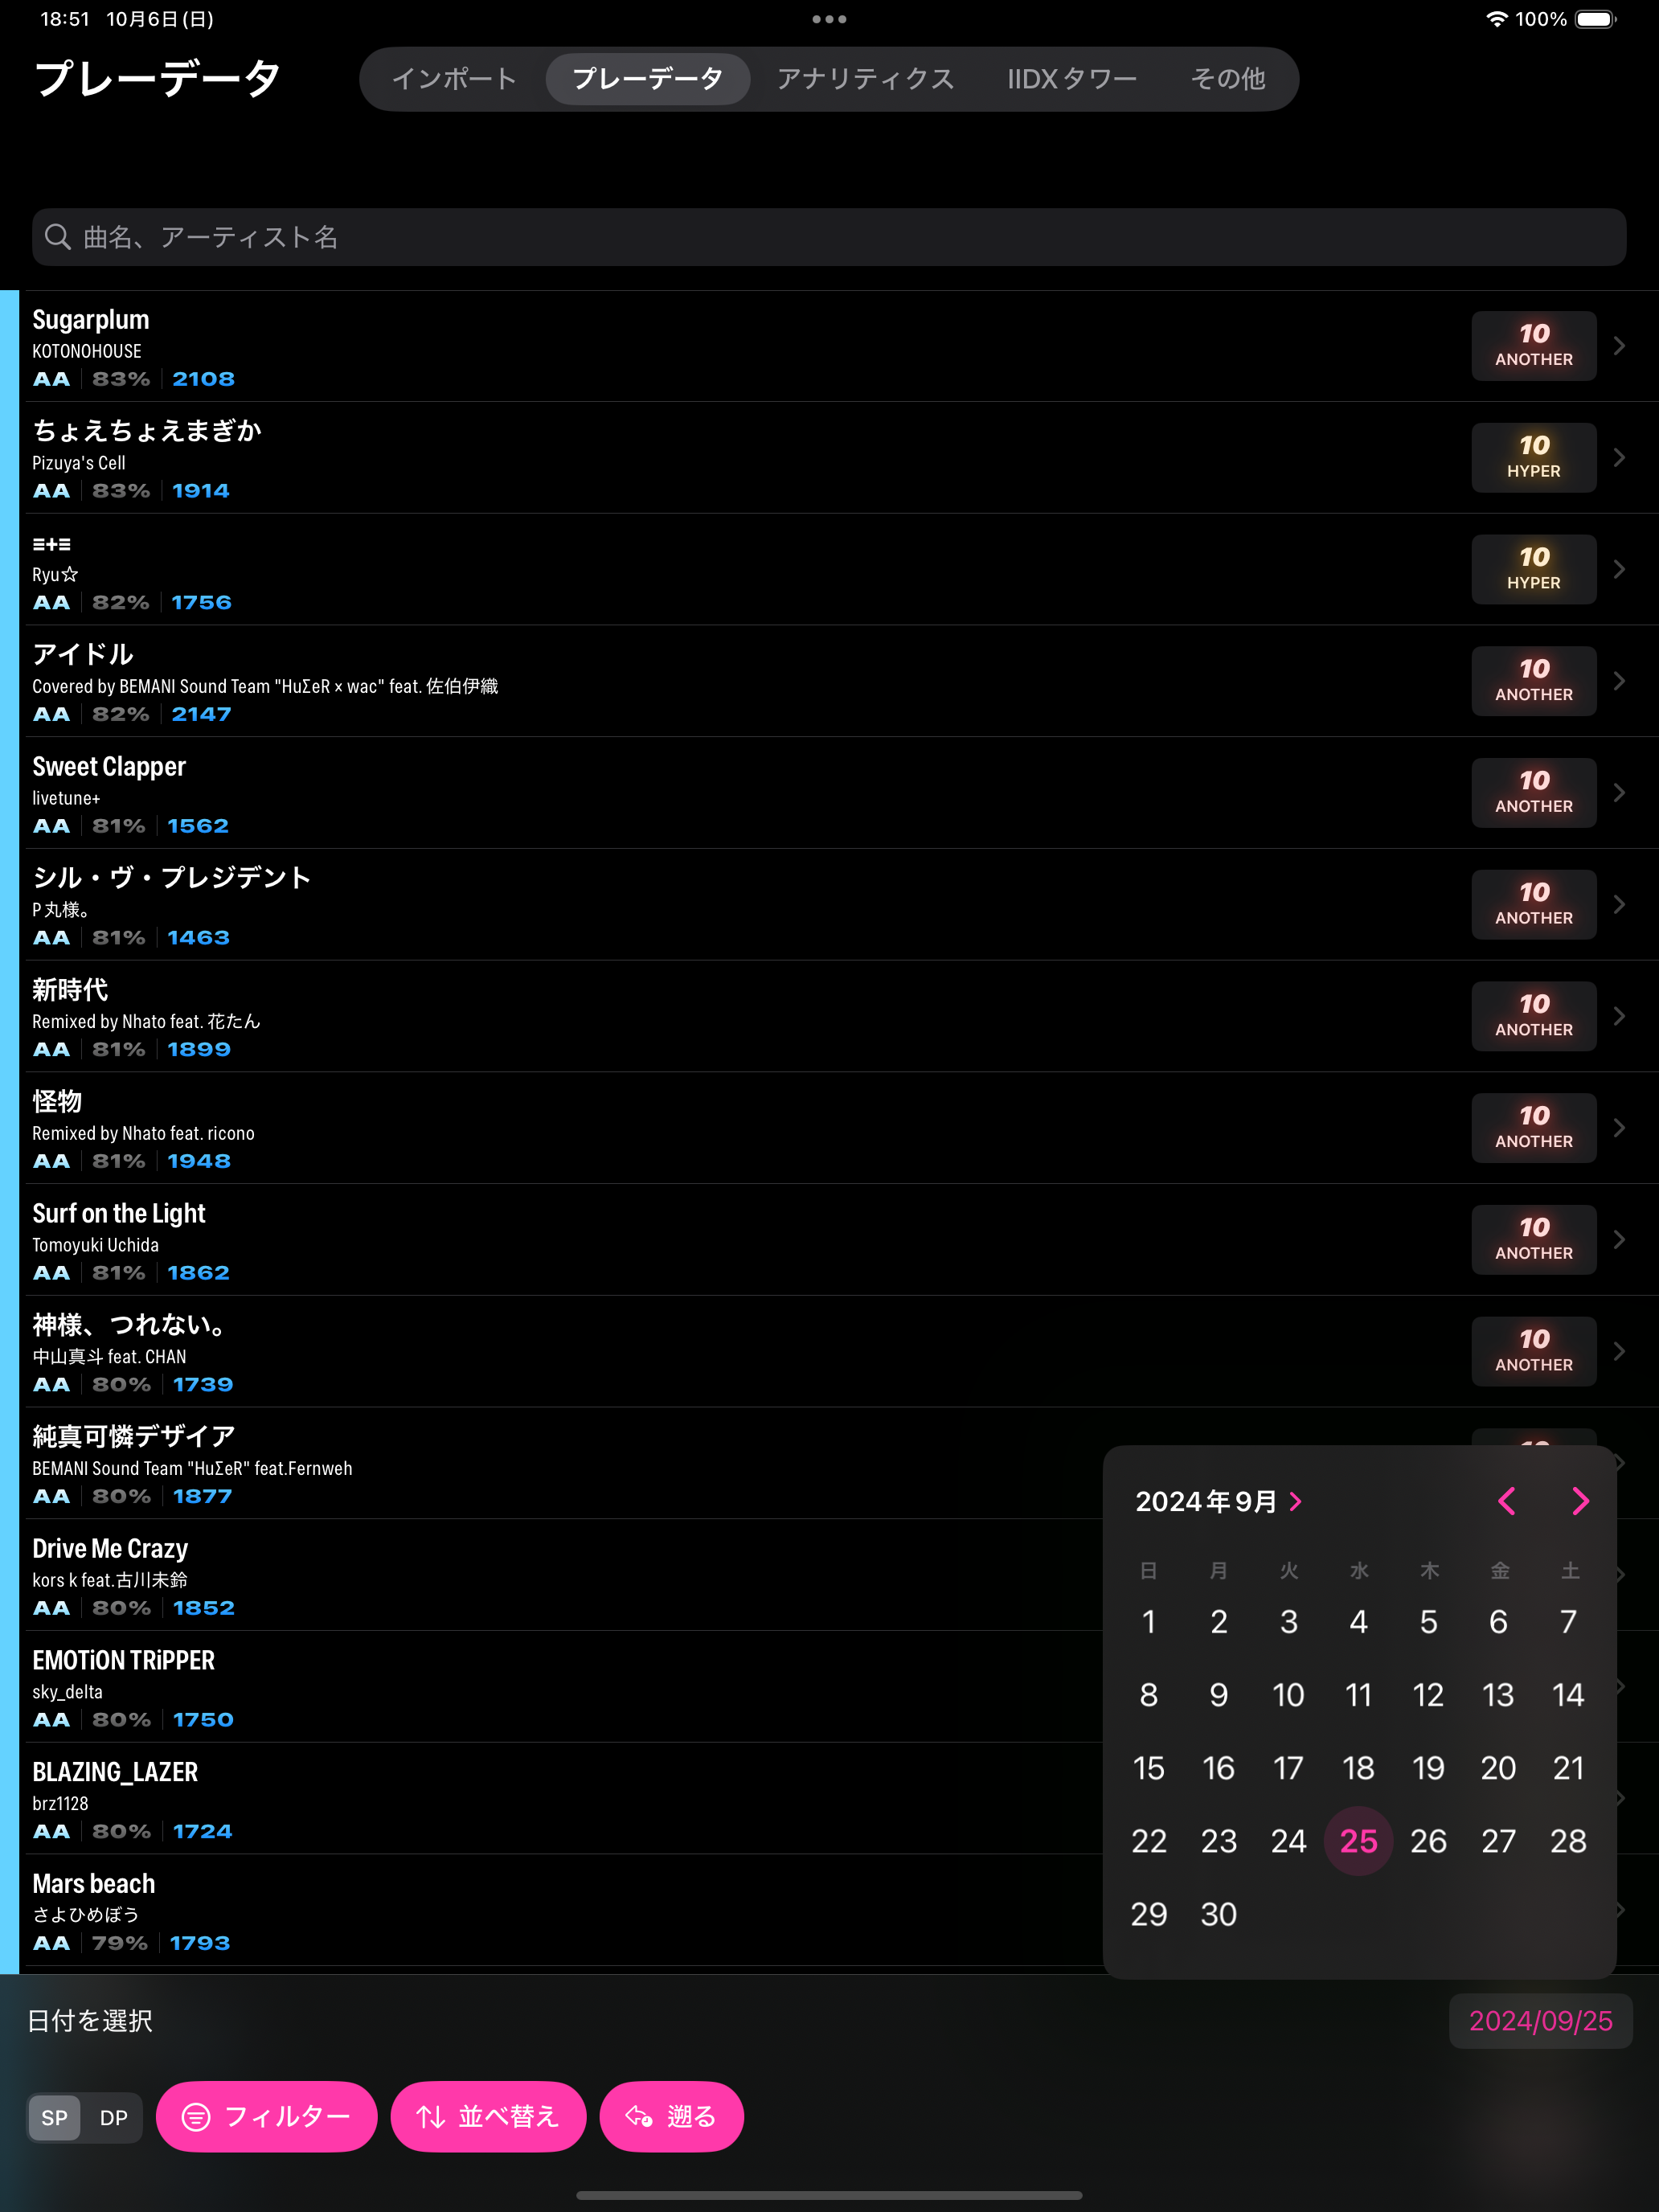 18:51 10月6日(日)
100%
プレーデータ
インポート プレーデータ アナリティクス IIDXタワー その他
曲名、アーティスト名
Sugarplum
KOTONOHOUSE
AA 83% 2108
10
ANOTHER
ちょえちょえまぎか
Pizuya's Cell
AA 83% 1914
10
HYPER
≡+≡
Ryu☆
AA 82% 1756
10
HYPER
アイドル
Covered by BEMANI Sound Team "HuΣeR × wac" feat. 佐伯伊織
AA 82% 2147
10
ANOTHER
Sweet Clapper
livetune+
AA 81% 1562
10
ANOTHER
シル・ヴ・プレジデント
P丸様。
AA 81% 1463
10
ANOTHER
新時代
Remixed by Nhato feat. 花たん
AA 81% 1899
10
ANOTHER
怪物
Remixed by Nhato feat. ricono
AA 81% 1948
10
ANOTHER
Surf on the Light
Tomoyuki Uchida
AA 81% 1862
10
ANOTHER
神様、つれない。
中山真斗 feat. CHAN
AA 80% 1739
10
ANOTHER
純真可憐デザイア
BEMANI Sound Team "HuΣeR" feat.Fernweh
AA 80% 1877
Drive Me Crazy
kors k feat.古川未鈴
AA 80% 1852
EMOTiON TRiPPER
sky_delta
AA 80% 1750
BLAZING_LAZER
brz1128
AA 80% 1724
Mars beach
さよひめぼう
AA 79% 1793
2024年9月
日 月 火 水 木 金 土
1 2 3 4 5 6 7
8 9 10 11 12 13 14
15 16 17 18 19 20 21
22 23 24 25 26 27 28
29 30
日付を選択
2024/09/25
SP DP フィルター 並べ替え 遡る